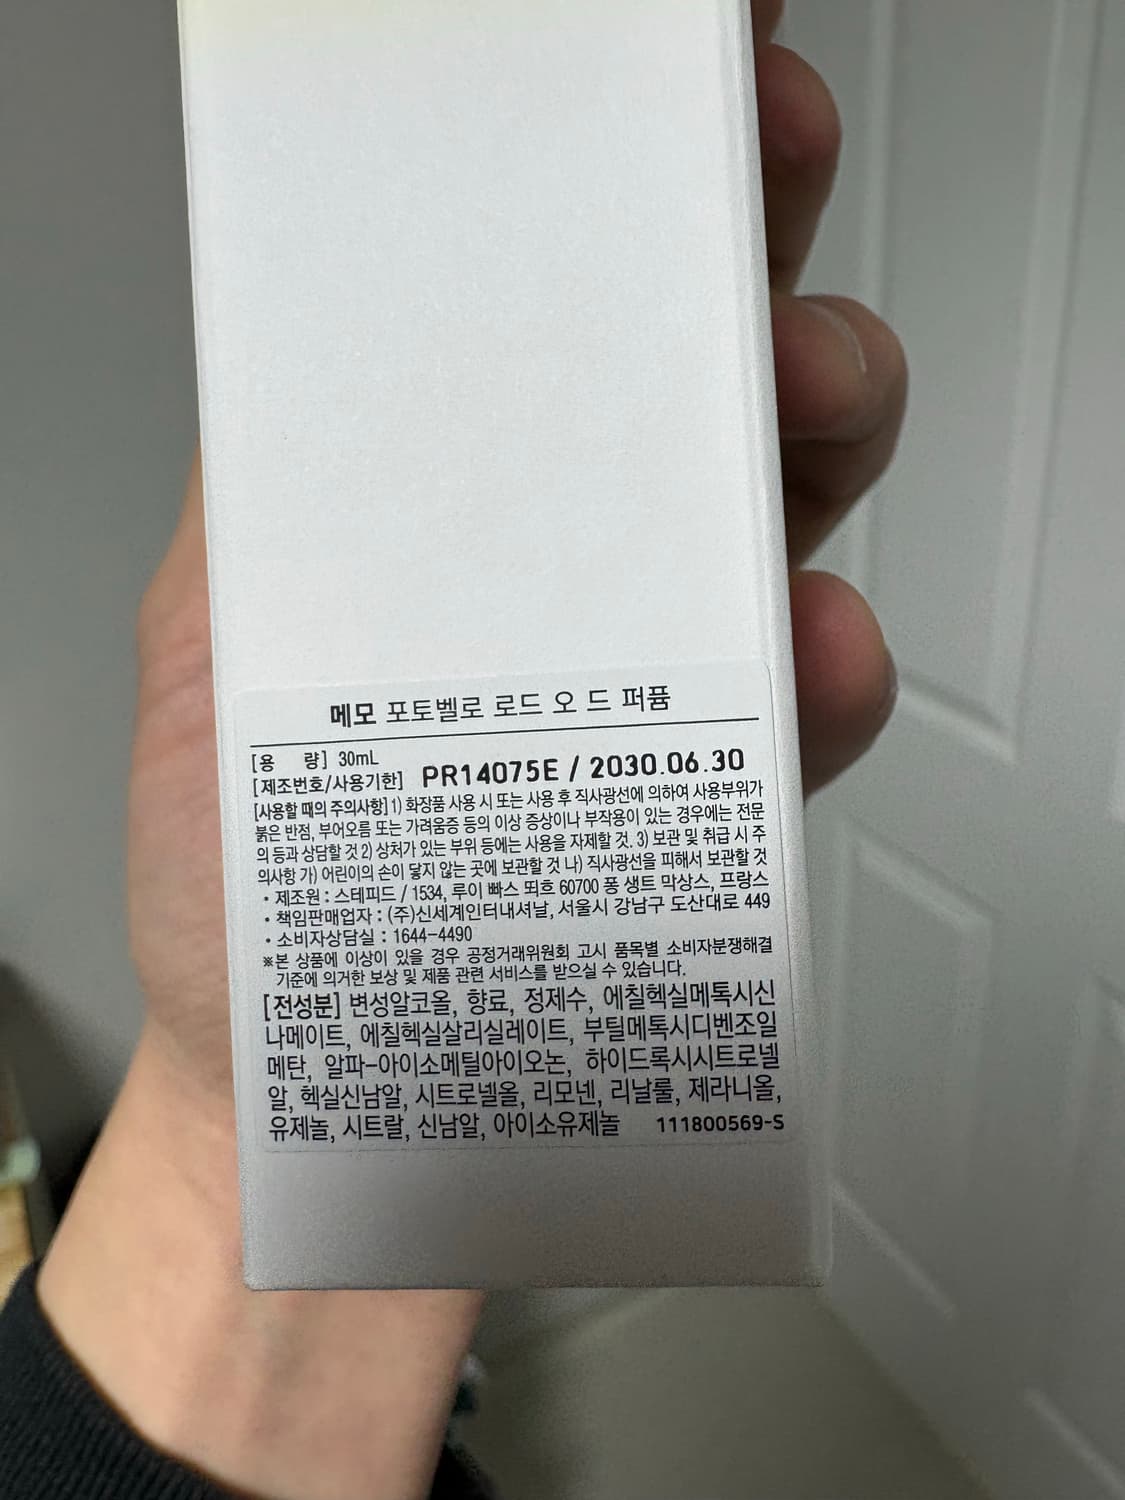 메모 포토벨로 로드 오 드 퍼퓸
[용 량] 30mL
[제조번호/사용기한] PR14075E / 2030.06.30
[사용할 때의 주의사항] 1) 화장품 사용 시 또는 사용 후 직사광선에 의하여 사용부위가
붉은 반점, 부어오름 또는 가려움증 등의 이상 증상이나 부작용이 있는 경우에는 전문
의 등과 상담할 것 2) 상처가 있는 부위 등에는 사용을 자제할 것. 3) 보관 및 취급 시 주
의사항 가) 어린이의 손이 닿지 않는 곳에 보관할 것 나) 직사광선을 피해서 보관할 것
• 제조원 : 스테피드 / 1534, 루이 빠스 뙤흐 60700 퐁 생트 막상스, 프랑스
• 책임판매업자 : (주)신세계인터내셔날, 서울시 강남구 도산대로 449
• 소비자상담실 : 1644-4490
※본 상품에 이상이 있을 경우 공정거래위원회 고시 품목별 소비자분쟁해결
기준에 의거한 보상 및 제품 관련 서비스를 받으실 수 있습니다.
[전성분] 변성알코올, 향료, 정제수, 에칠헥실메톡시신
나메이트, 에칠헥실살리실레이트, 부틸메톡시디벤조일
메탄, 알파-아이소메틸아이오논, 하이드록시시트로넬
알, 헥실신남알, 시트로넬올, 리모넨, 리날룰, 제라니올,
유제놀, 시트랄, 신남알, 아이소유제놀 111800569-S